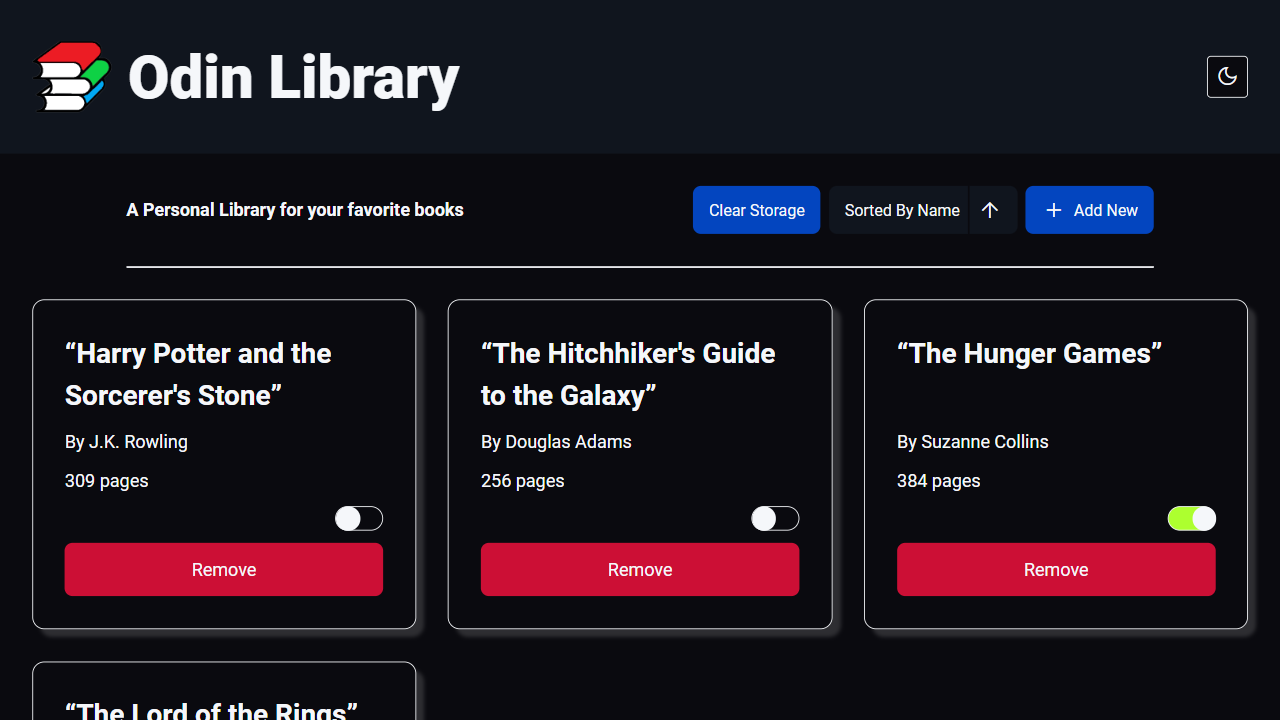 Odin Library
A Personal Library for your favorite books
Clear Storage
Sorted By Name
Add New
“Harry Potter and the
Sorcerer's Stone”
By J.K. Rowling
309 pages
Remove
“The Hitchhiker's Guide
to the Galaxy”
By Douglas Adams
256 pages
Remove
“The Hunger Games”
By Suzanne Collins
384 pages
Remove
“The Lord of the Rings”